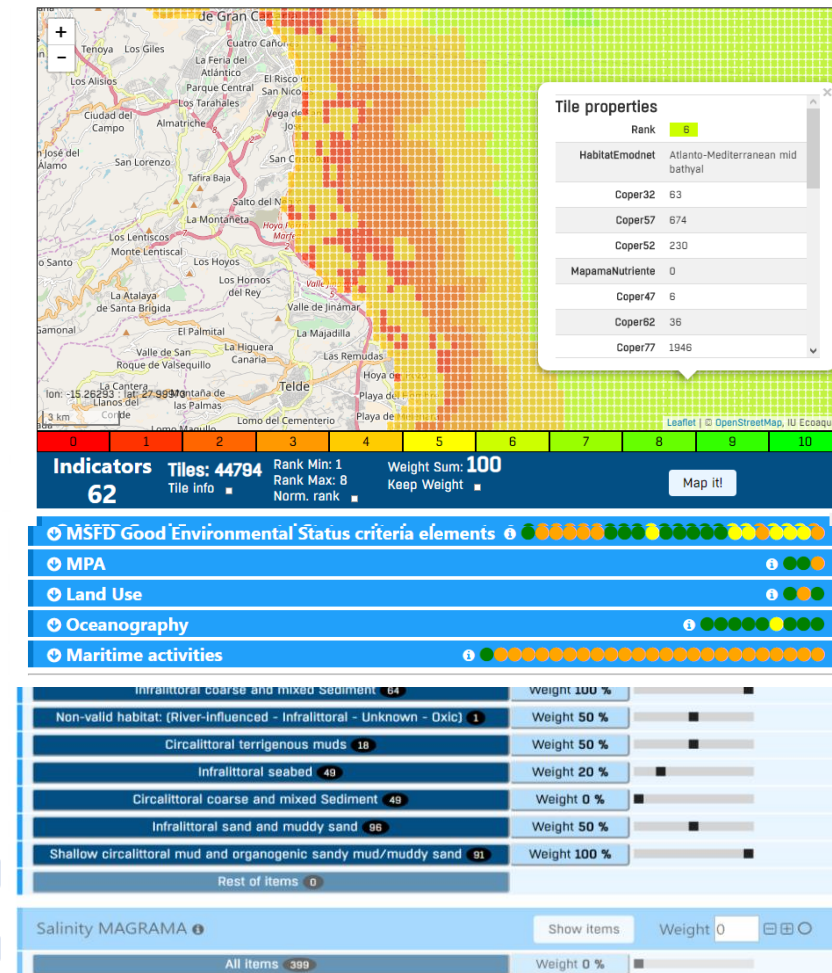 de Gran Ca
+
−
Tenoya
Los Giles
Cuatro Cañones
La Feria del
Atlántico
Los Alisios
Parque Central
El Risco
San Nico
Los Tarahales
Ciudad del
Campo
Almatriche
Vega de
Jos
n José del
Álamo
San Lorenzo
San C
Tafira Baja
Salto del N
La Montañeta
Hoya
Marf
Los Lentiscos
Monte Lentiscal
o Santo
Los Hoyos
Los Hornos
del Rey
Valle
La Atalaya
de Santa Brígida
Valle de Jinámar
Gamonal
El Palmital
La Majadilla
Valle de San
Roque de Valsequillo
La Higuera
Canaria
Las Remudas
La Cantera
Hoya d
lon: -15.26293 : lat: 27.99973
Montaña de
las Palmas
Telde
Llanos del
Conde
Playa de
3 km
Lomo Magullo
Lomo del Cementerio
Playa de
Tile properties
Rank 6
HabitatEmodnet Atlanto-Mediterranean mid
bathyal
Coper32 63
Coper57 674
Coper52 230
MapamaNutriente 0
Coper47 6
Coper62 36
Coper77 1946
×
Leaflet | © OpenStreetMap, IU Ecoaqu
0 1 2 3 4 5 6 7 8 9 10
Indicators
62
Tiles: 44794
Tile info
Rank Min: 1
Rank Max: 8
Norm. rank
Weight Sum: 100
Keep Weight
Map it!
MSFD Good Environmental Status criteria elements
MPA
Land Use
Oceanography
Maritime activities
Infralittoral coarse and mixed Sediment 64 Weight 100 %
Non-valid habitat: (River-influenced - Infralittoral - Unknown - Oxic) 1 Weight 50 %
Circalittoral terrigenous muds 18 Weight 50 %
Infralittoral seabed 49 Weight 20 %
Circalittoral coarse and mixed Sediment 49 Weight 0 %
Infralittoral sand and muddy sand 96 Weight 50 %
Shallow circalittoral mud and organogenic sandy mud/muddy sand 91 Weight 100 %
Rest of items 0
Salinity MAGRAMA Show items Weight 0
All items 399 Weight 0 %